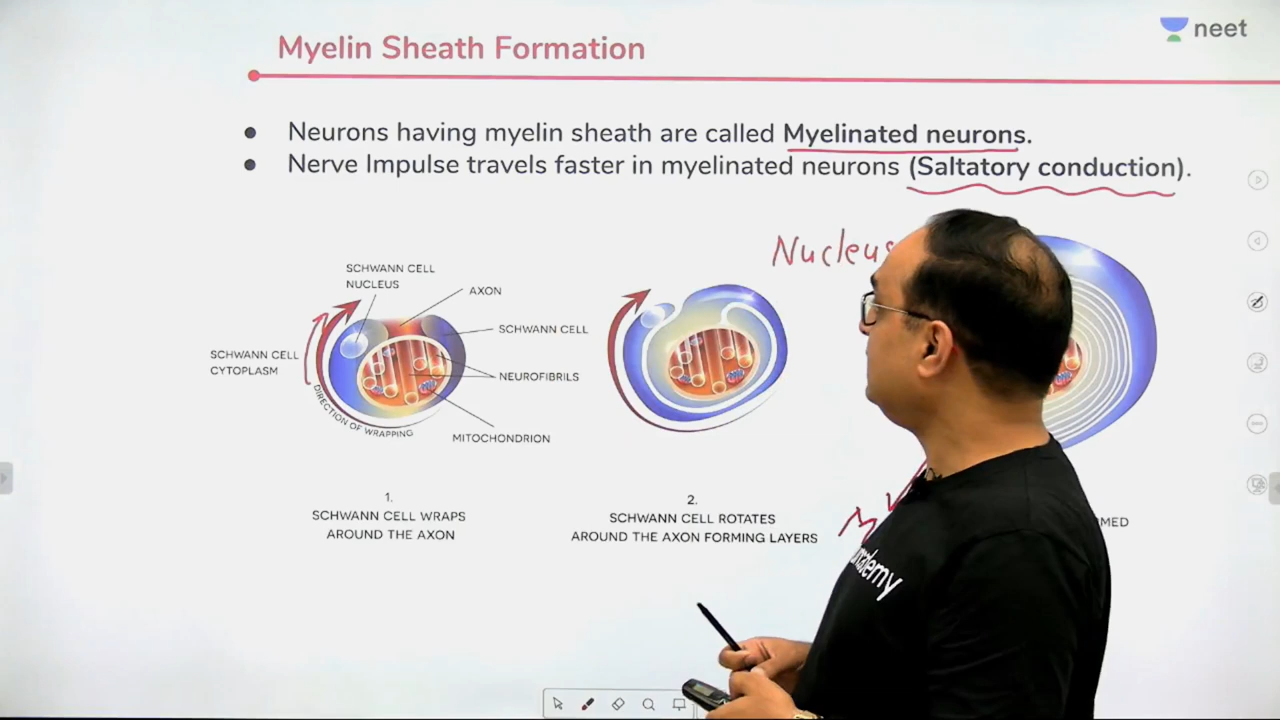 neet
Myelin Sheath Formation
Neurons having myelin sheath are called Myelinated neurons.
Nerve Impulse travels faster in myelinated neurons (Saltatory conduction).
Nucleus
SCHWANN CELL
NUCLEUS
AXON
SCHWANN CELL
SCHWANN CELL
CYTOPLASM
NEUROFIBRILS
DIRECTION OF WRAPPING
MITOCHONDRION
1.
SCHWANN CELL WRAPS
AROUND THE AXON
2.
SCHWANN CELL ROTATES
AROUND THE AXON FORMING LAYERS